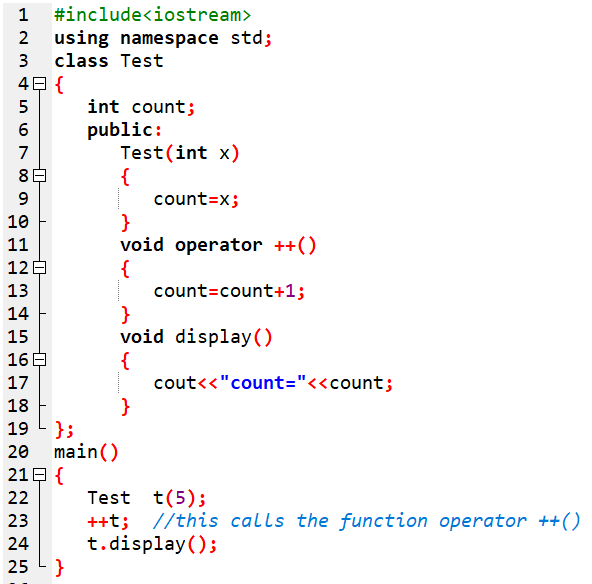 1 #include<iostream>
2 using namespace std;
3 class Test
4 {
5 int count;
6 public:
7 Test(int x)
8 {
9 count=x;
10 }
11 void operator ++()
12 {
13 count=count+1;
14 }
15 void display()
16 {
17 cout<<"count="<<count;
18 }
19 };
20 main()
21 {
22 Test  t(5);
23 ++t;  //this calls the function operator ++()
24 t.display();
25 }